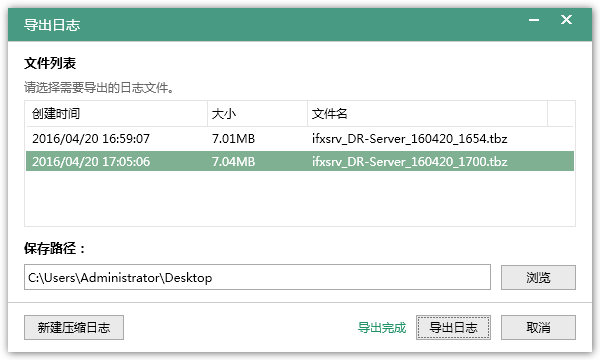 导出日志
文件列表
请选择需要导出的日志文件。
创建时间 大小 文件名
2016/04/20 16:59:07 7.01MB ifxsrv_DR-Server_160420_1654.tbz
2016/04/20 17:05:06 7.04MB ifxsrv_DR-Server_160420_1700.tbz
保存路径：
C:\Users\Administrator\Desktop 浏览
新建压缩日志 导出完成 导出日志 取消